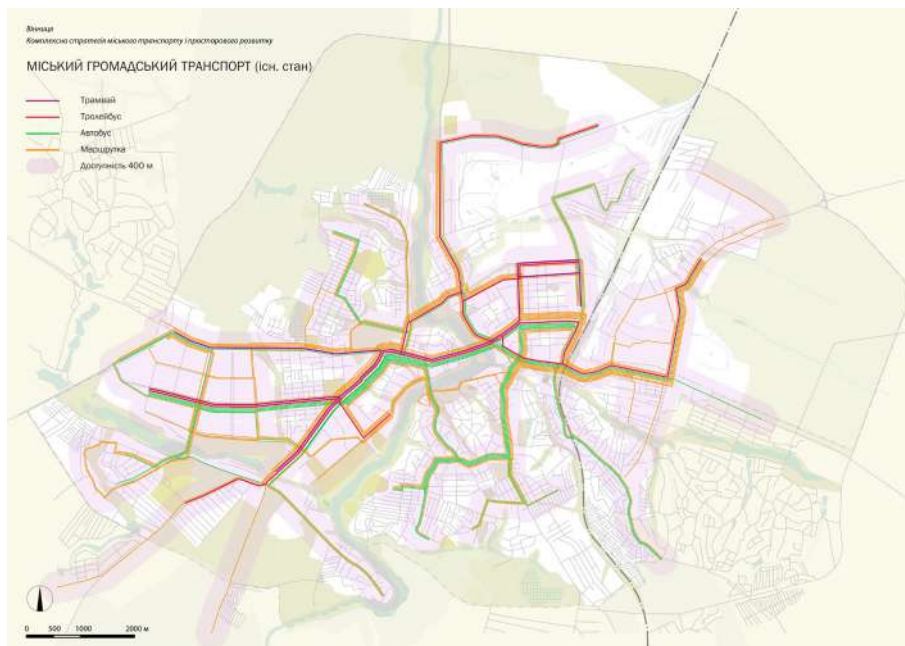 Вінниця
Комплексна стратегія міського транспорту і просторового розвитку
МІСЬКИЙ ГРОМАДСЬКИЙ ТРАНСПОРТ (існ. стан)
Трамвай
Тролейбус
Автобус
Маршрутка
Доступність 400 м
0 500 1000 2000 м